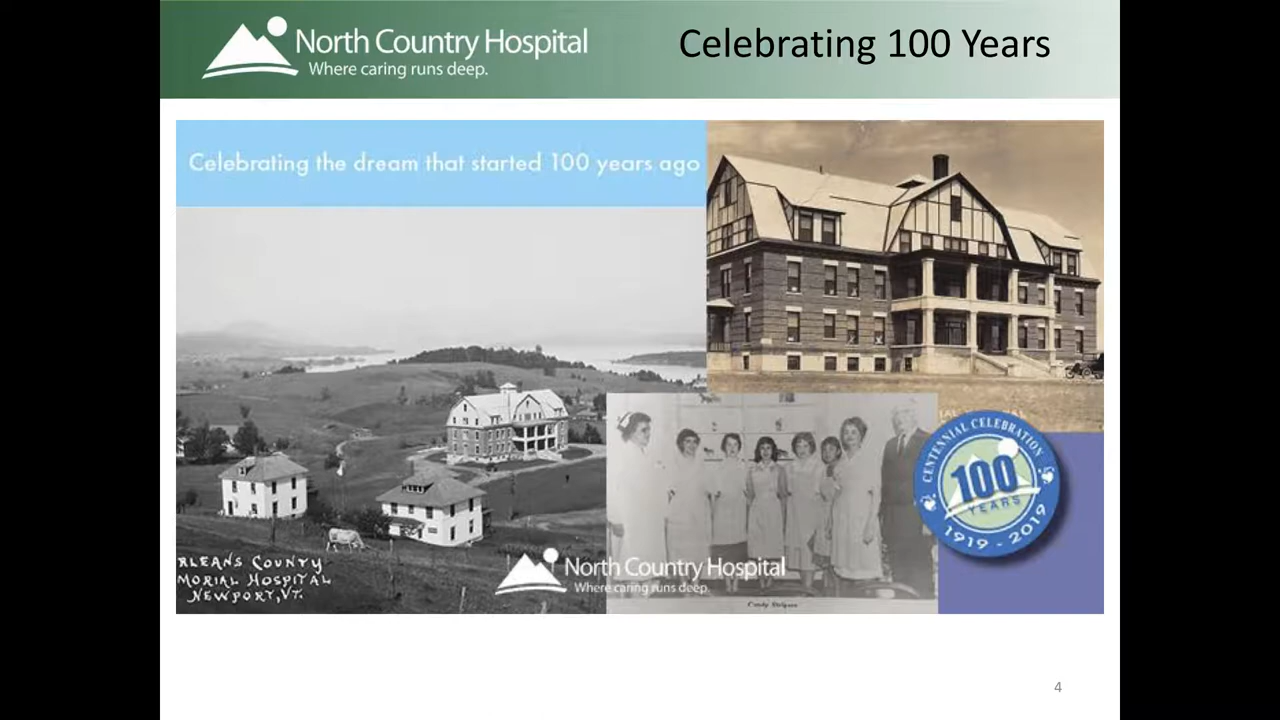 North Country Hospital
Where caring runs deep.
Celebrating 100 Years
Celebrating the dream that started 100 years ago
RLEANS COUNTY
MORIAL HOSPITAL
NEWPORT, VT.
North Country Hospital
Where caring runs deep.
Candy Stripers
CENTENNIAL CELEBRATION
100
YEARS
1919 - 2019
4